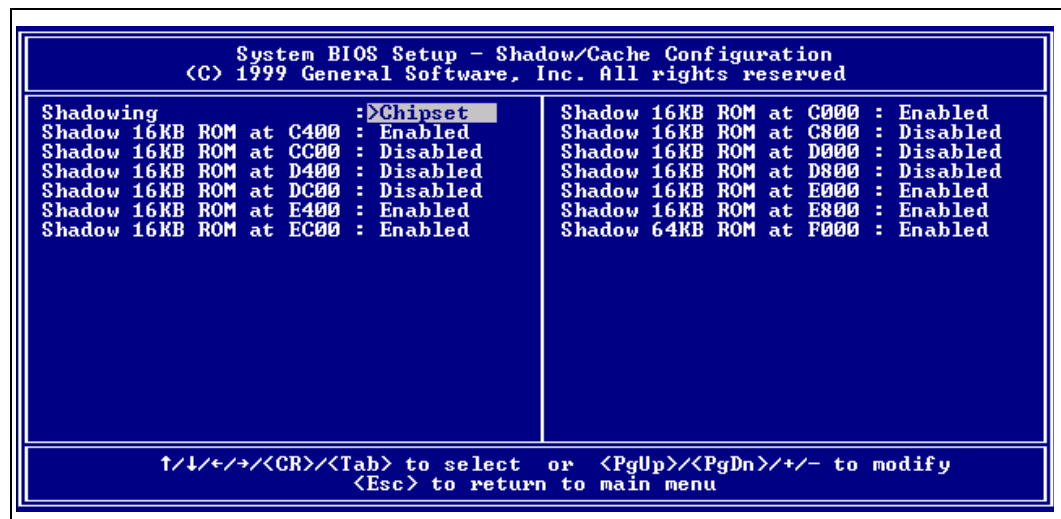 System BIOS Setup - Shadow/Cache Configuration
(C) 1999 General Software, Inc. All rights reserved
Shadowing :>Chipset
Shadow 16KB ROM at C400 : Enabled
Shadow 16KB ROM at CC00 : Disabled
Shadow 16KB ROM at D400 : Disabled
Shadow 16KB ROM at DC00 : Disabled
Shadow 16KB ROM at E400 : Enabled
Shadow 16KB ROM at EC00 : Enabled
Shadow 16KB ROM at C000 : Enabled
Shadow 16KB ROM at C800 : Disabled
Shadow 16KB ROM at D000 : Disabled
Shadow 16KB ROM at D800 : Disabled
Shadow 16KB ROM at E000 : Enabled
Shadow 16KB ROM at E800 : Enabled
Shadow 64KB ROM at F000 : Enabled
↑/↓/←/→/<CR>/<Tab> to select or <PgUp>/<PgDn>/+/- to modify
<Esc> to return to main menu